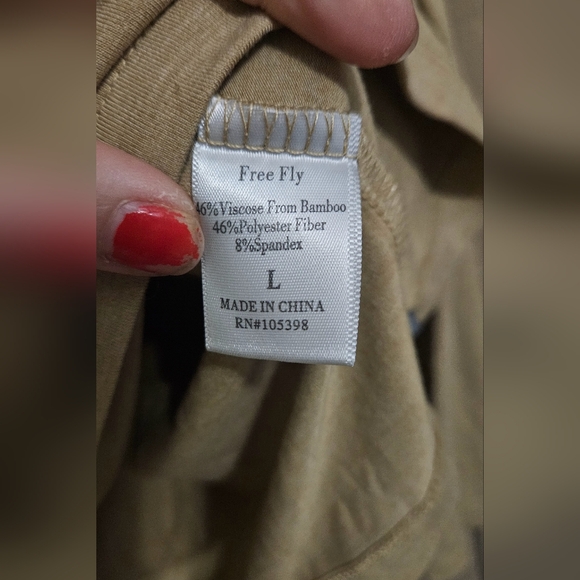 Free Fly
46%Viscose From Bamboo
46%Polyester Fiber
8%Spandex
L
MADE IN CHINA
RN#105398